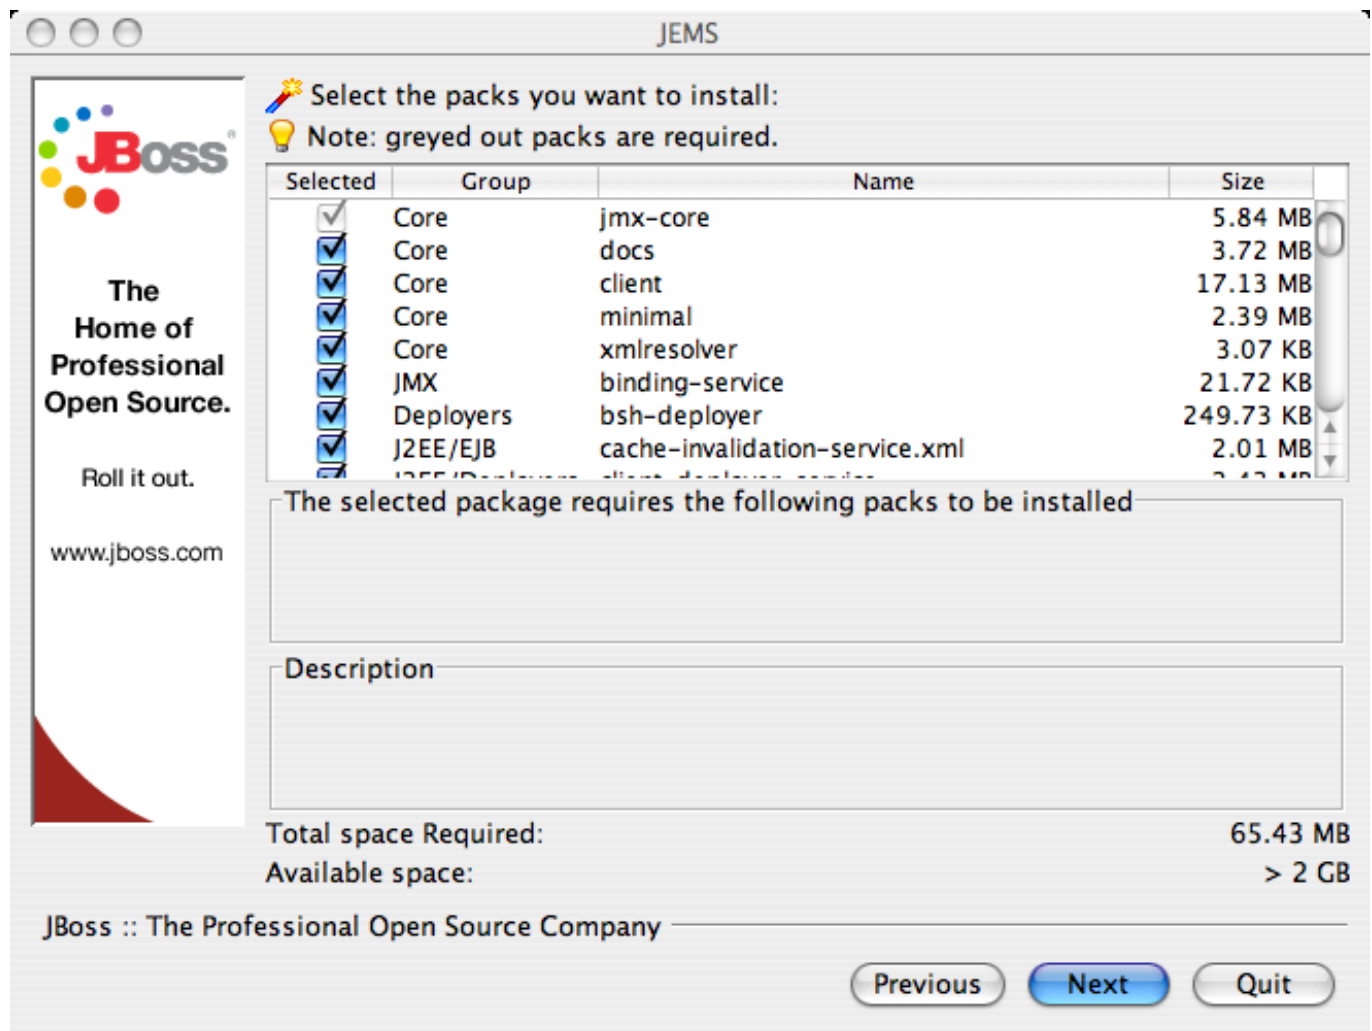 JEMS
JBoss®
The
Home of
Professional
Open Source.
Roll it out.
www.jboss.com
Select the packs you want to install:
Note: greyed out packs are required.
Selected Group Name Size
Core jmx-core 5.84 MB
Core docs 3.72 MB
Core client 17.13 MB
Core minimal 2.39 MB
Core xmlresolver 3.07 KB
JMX binding-service 21.72 KB
Deployers bsh-deployer 249.73 KB
J2EE/EJB cache-invalidation-service.xml 2.01 MB
The selected package requires the following packs to be installed
Description
Total space Required: 65.43 MB
Available space: > 2 GB
JBoss :: The Professional Open Source Company
Previous Next Quit